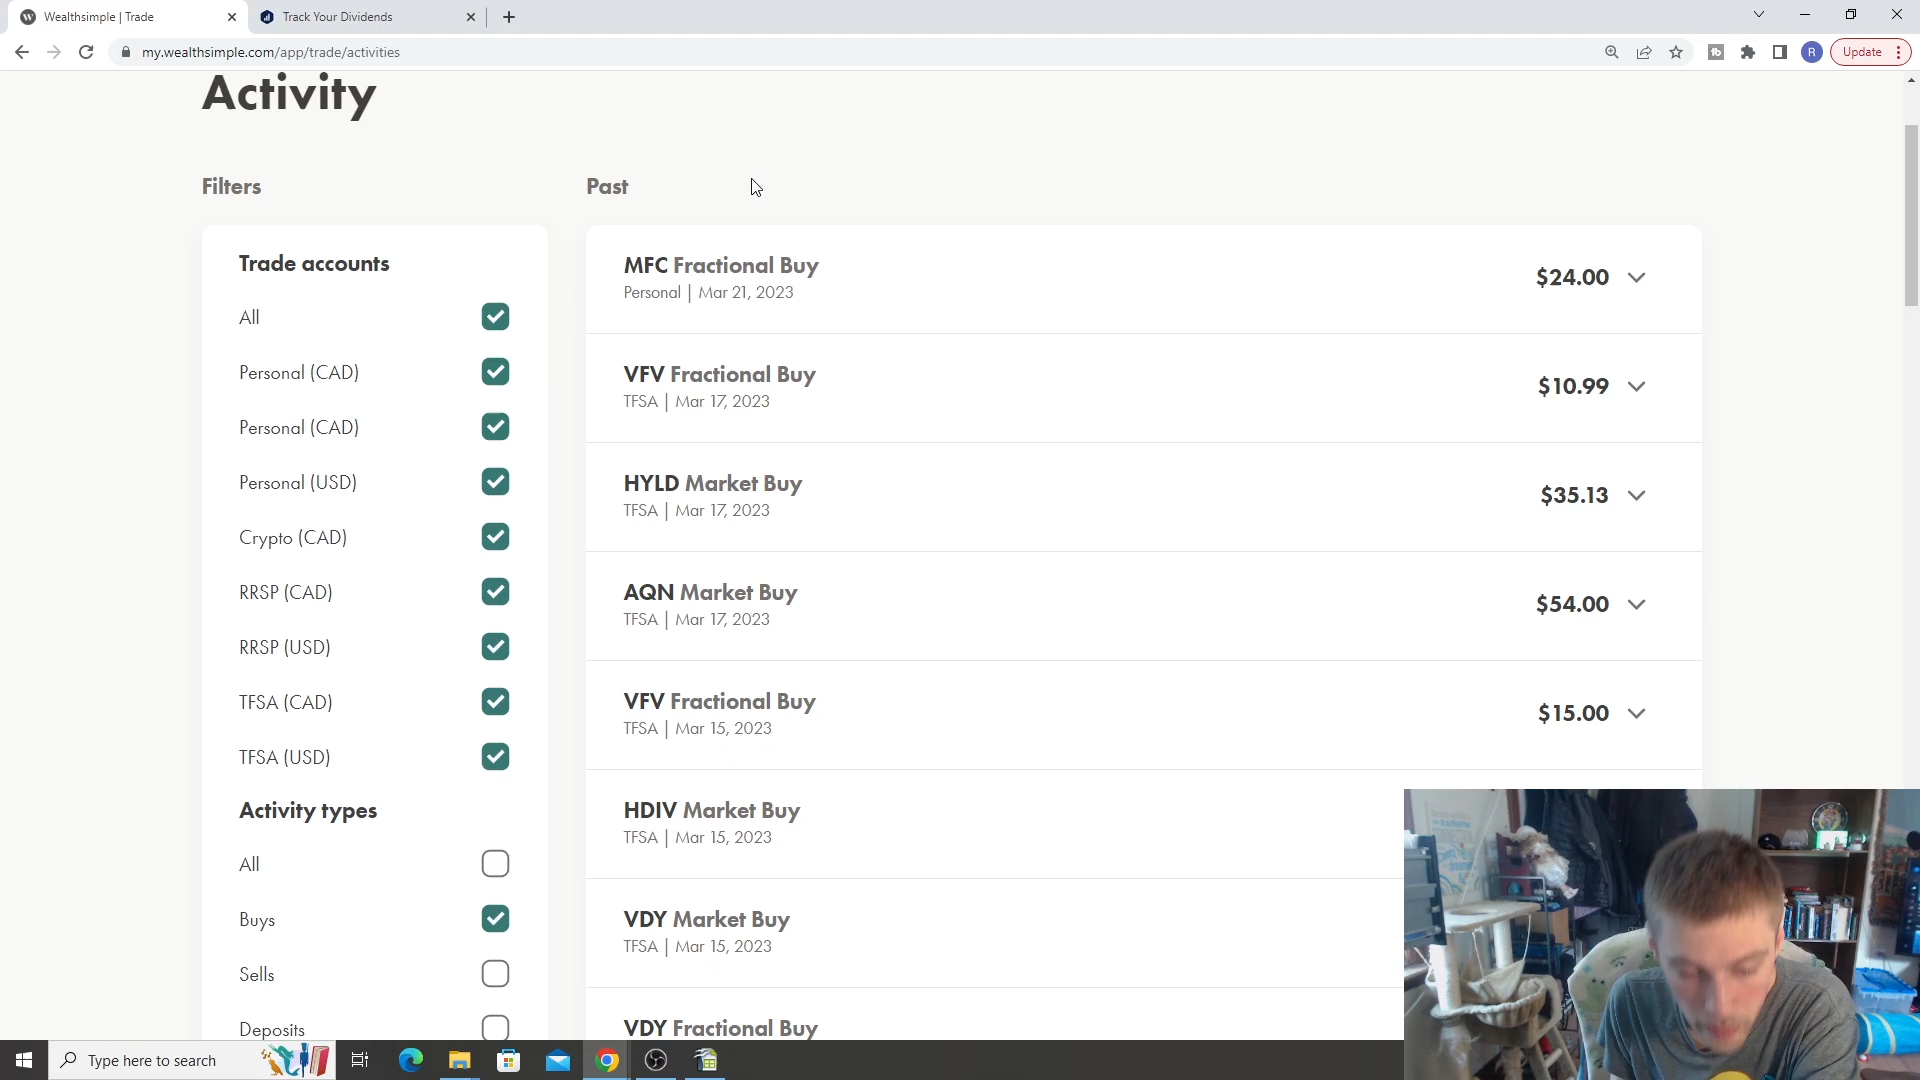 Wealthsimple | Trade
Track Your Dividends
my.wealthsimple.com/app/trade/activities
R
Update
Activity
Filters
Past
Trade accounts
All
Personal (CAD)
Personal (CAD)
Personal (USD)
Crypto (CAD)
RRSP (CAD)
RRSP (USD)
TFSA (CAD)
TFSA (USD)
Activity types
All
Buys
Sells
Deposits
MFC Fractional Buy
Personal | Mar 21, 2023
$24.00
VFV Fractional Buy
TFSA | Mar 17, 2023
$10.99
HYLD Market Buy
TFSA | Mar 17, 2023
$35.13
AQN Market Buy
TFSA | Mar 17, 2023
$54.00
VFV Fractional Buy
TFSA | Mar 15, 2023
$15.00
HDIV Market Buy
TFSA | Mar 15, 2023
VDY Market Buy
TFSA | Mar 15, 2023
VDY Fractional Buy
Type here to search